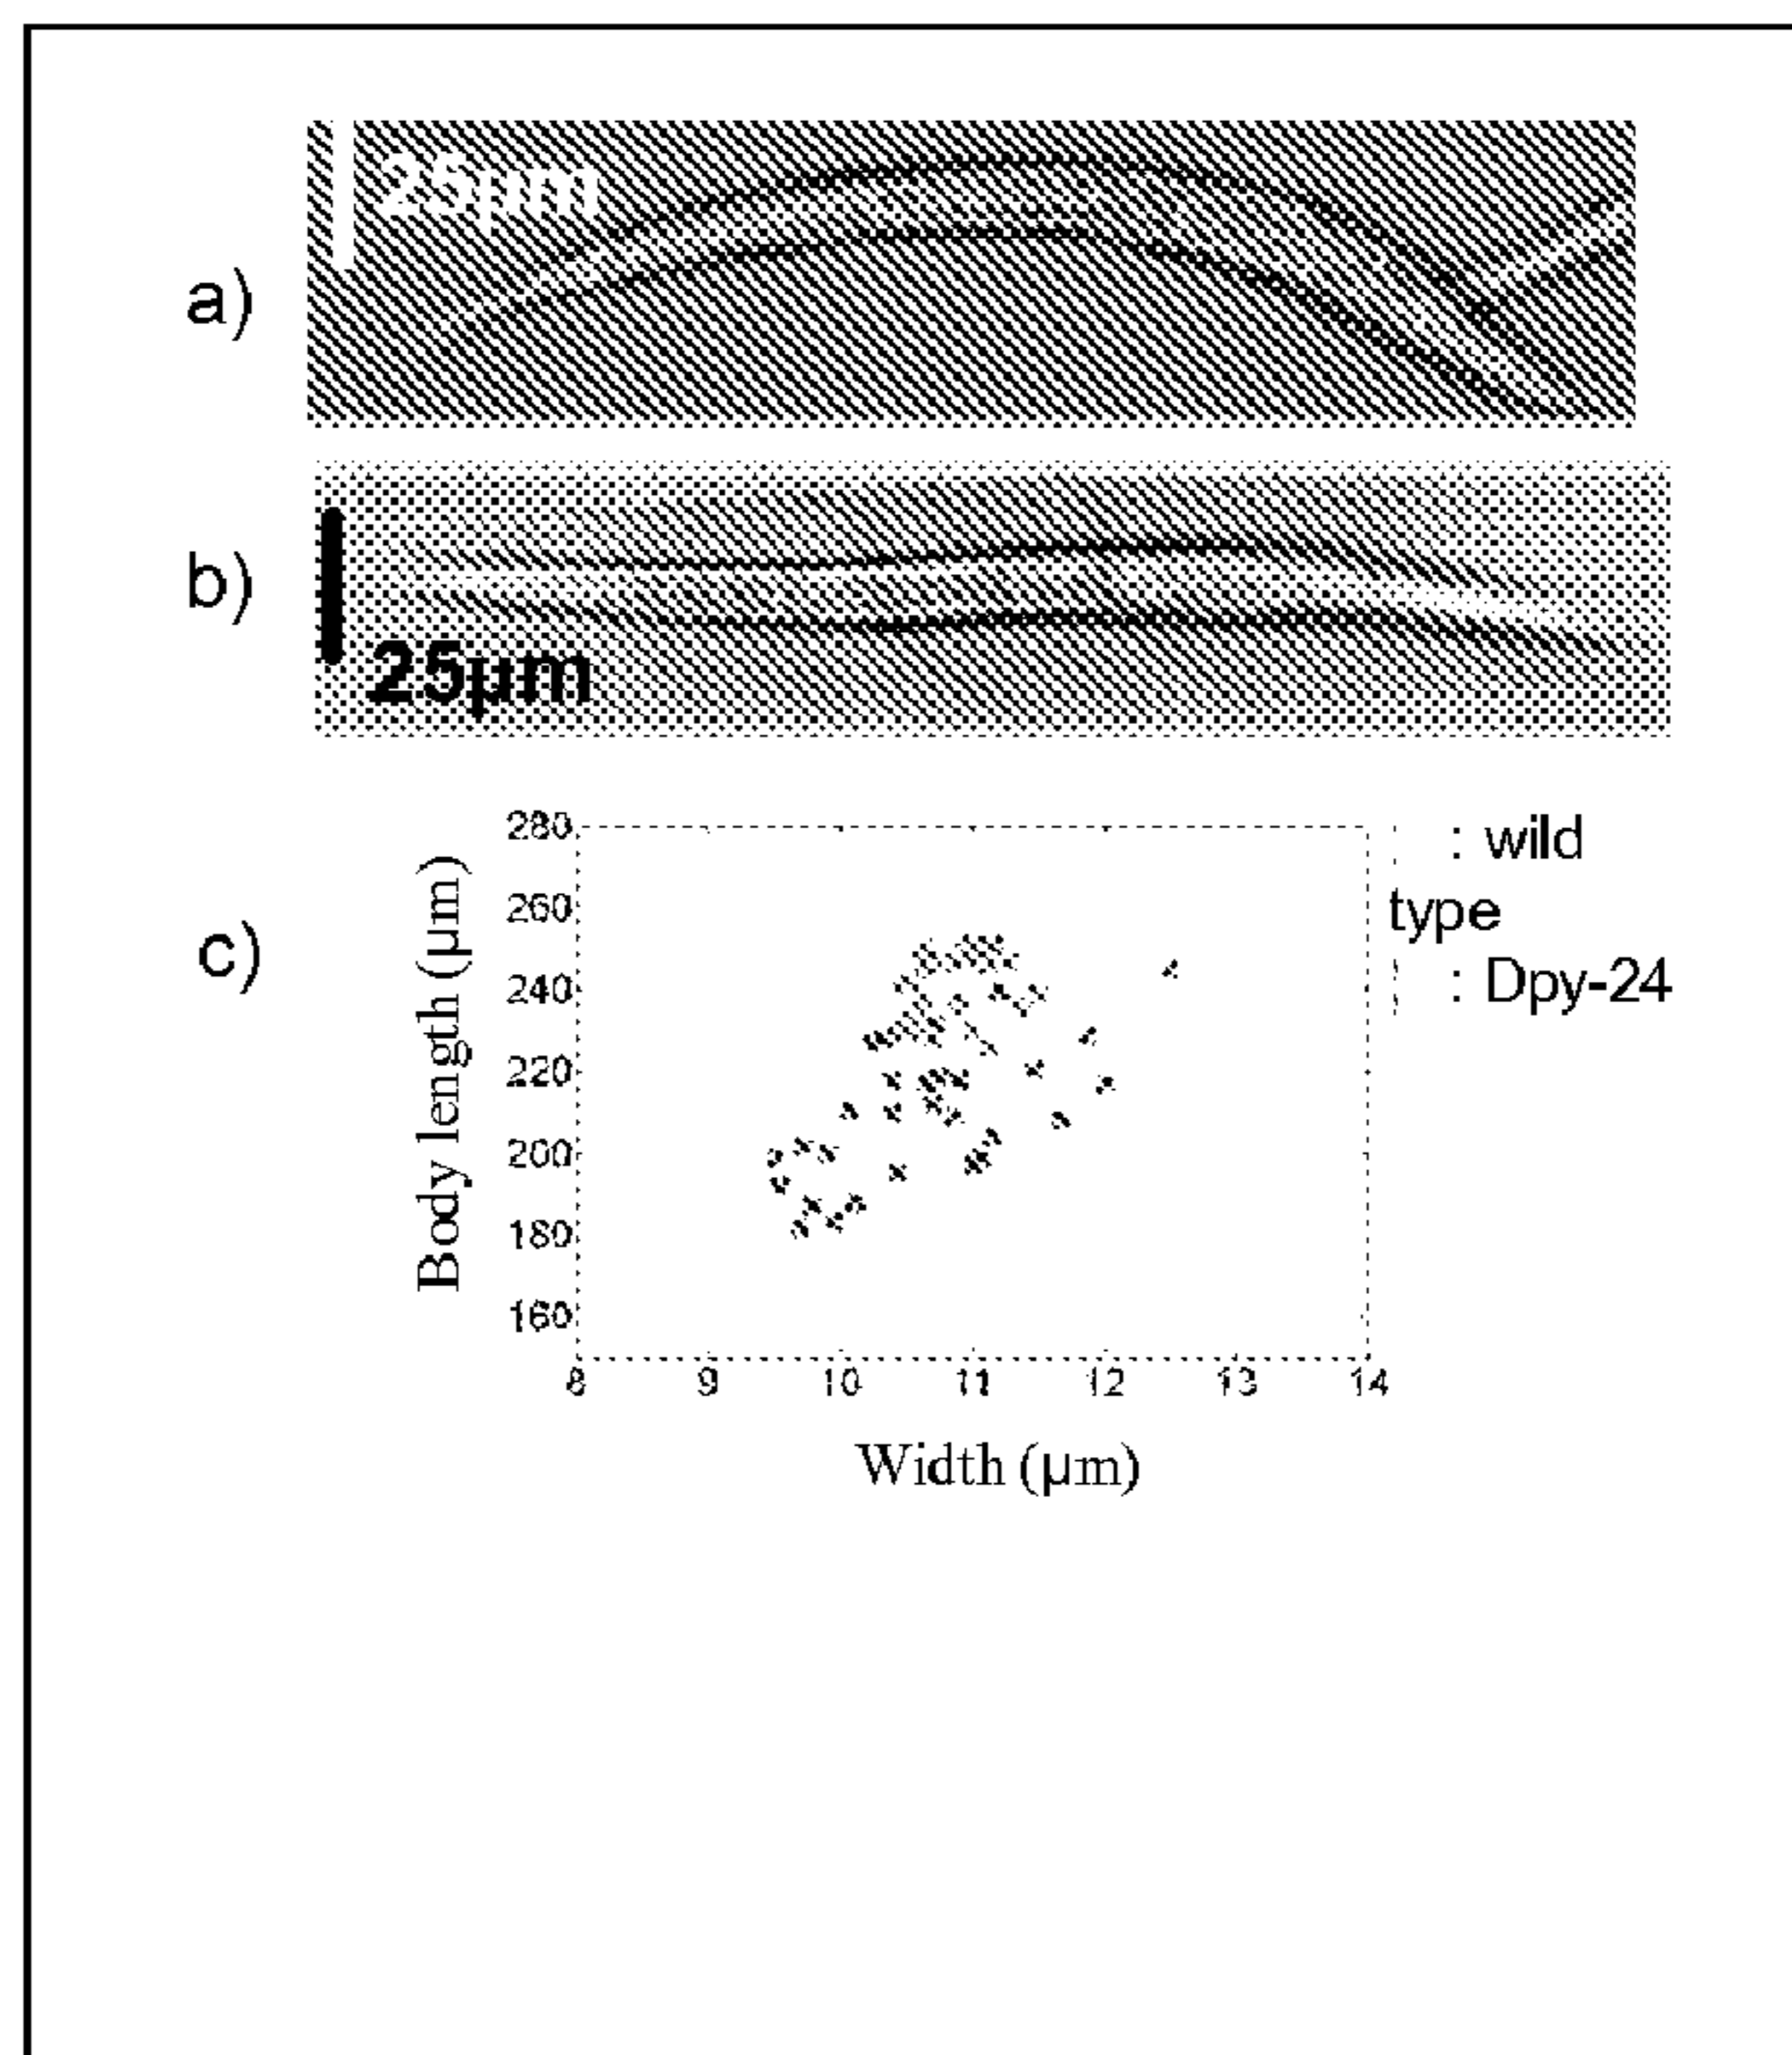 25µm
a)
b)
25µm
c)
280
260
240
220
200
180
160
Body length (µm)
8 9 10 11 12 13 14
Width (µm)
: wild
type
: Dpy-24